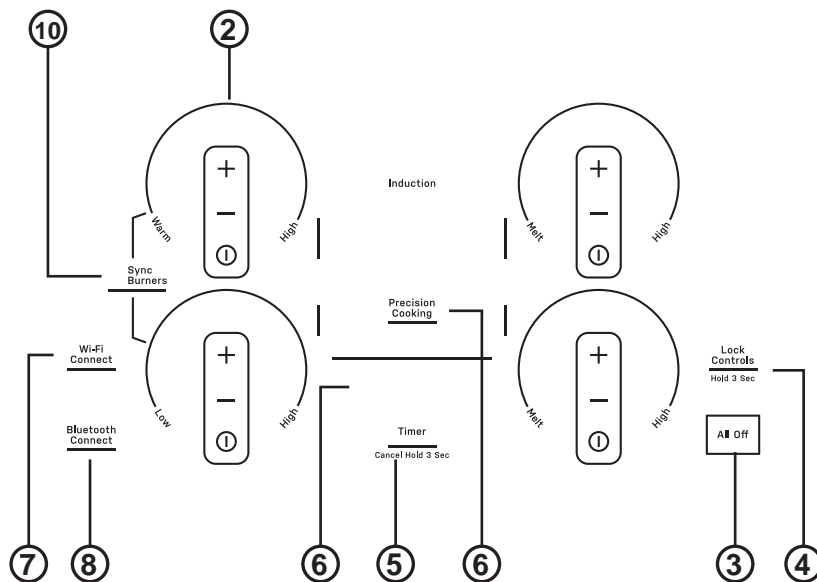 10
2
+
−
Warm
High
Induction
+
−
Melt
High
Sync
Burners
Precision
Cooking
Wi-Fi
Connect
+
−
Low
High
+
−
Melt
High
Lock
Controls
Hold 3 Sec
Bluetooth
Connect
Timer
Cancel Hold 3 Sec
All Off
7
8
6
5
6
3
4